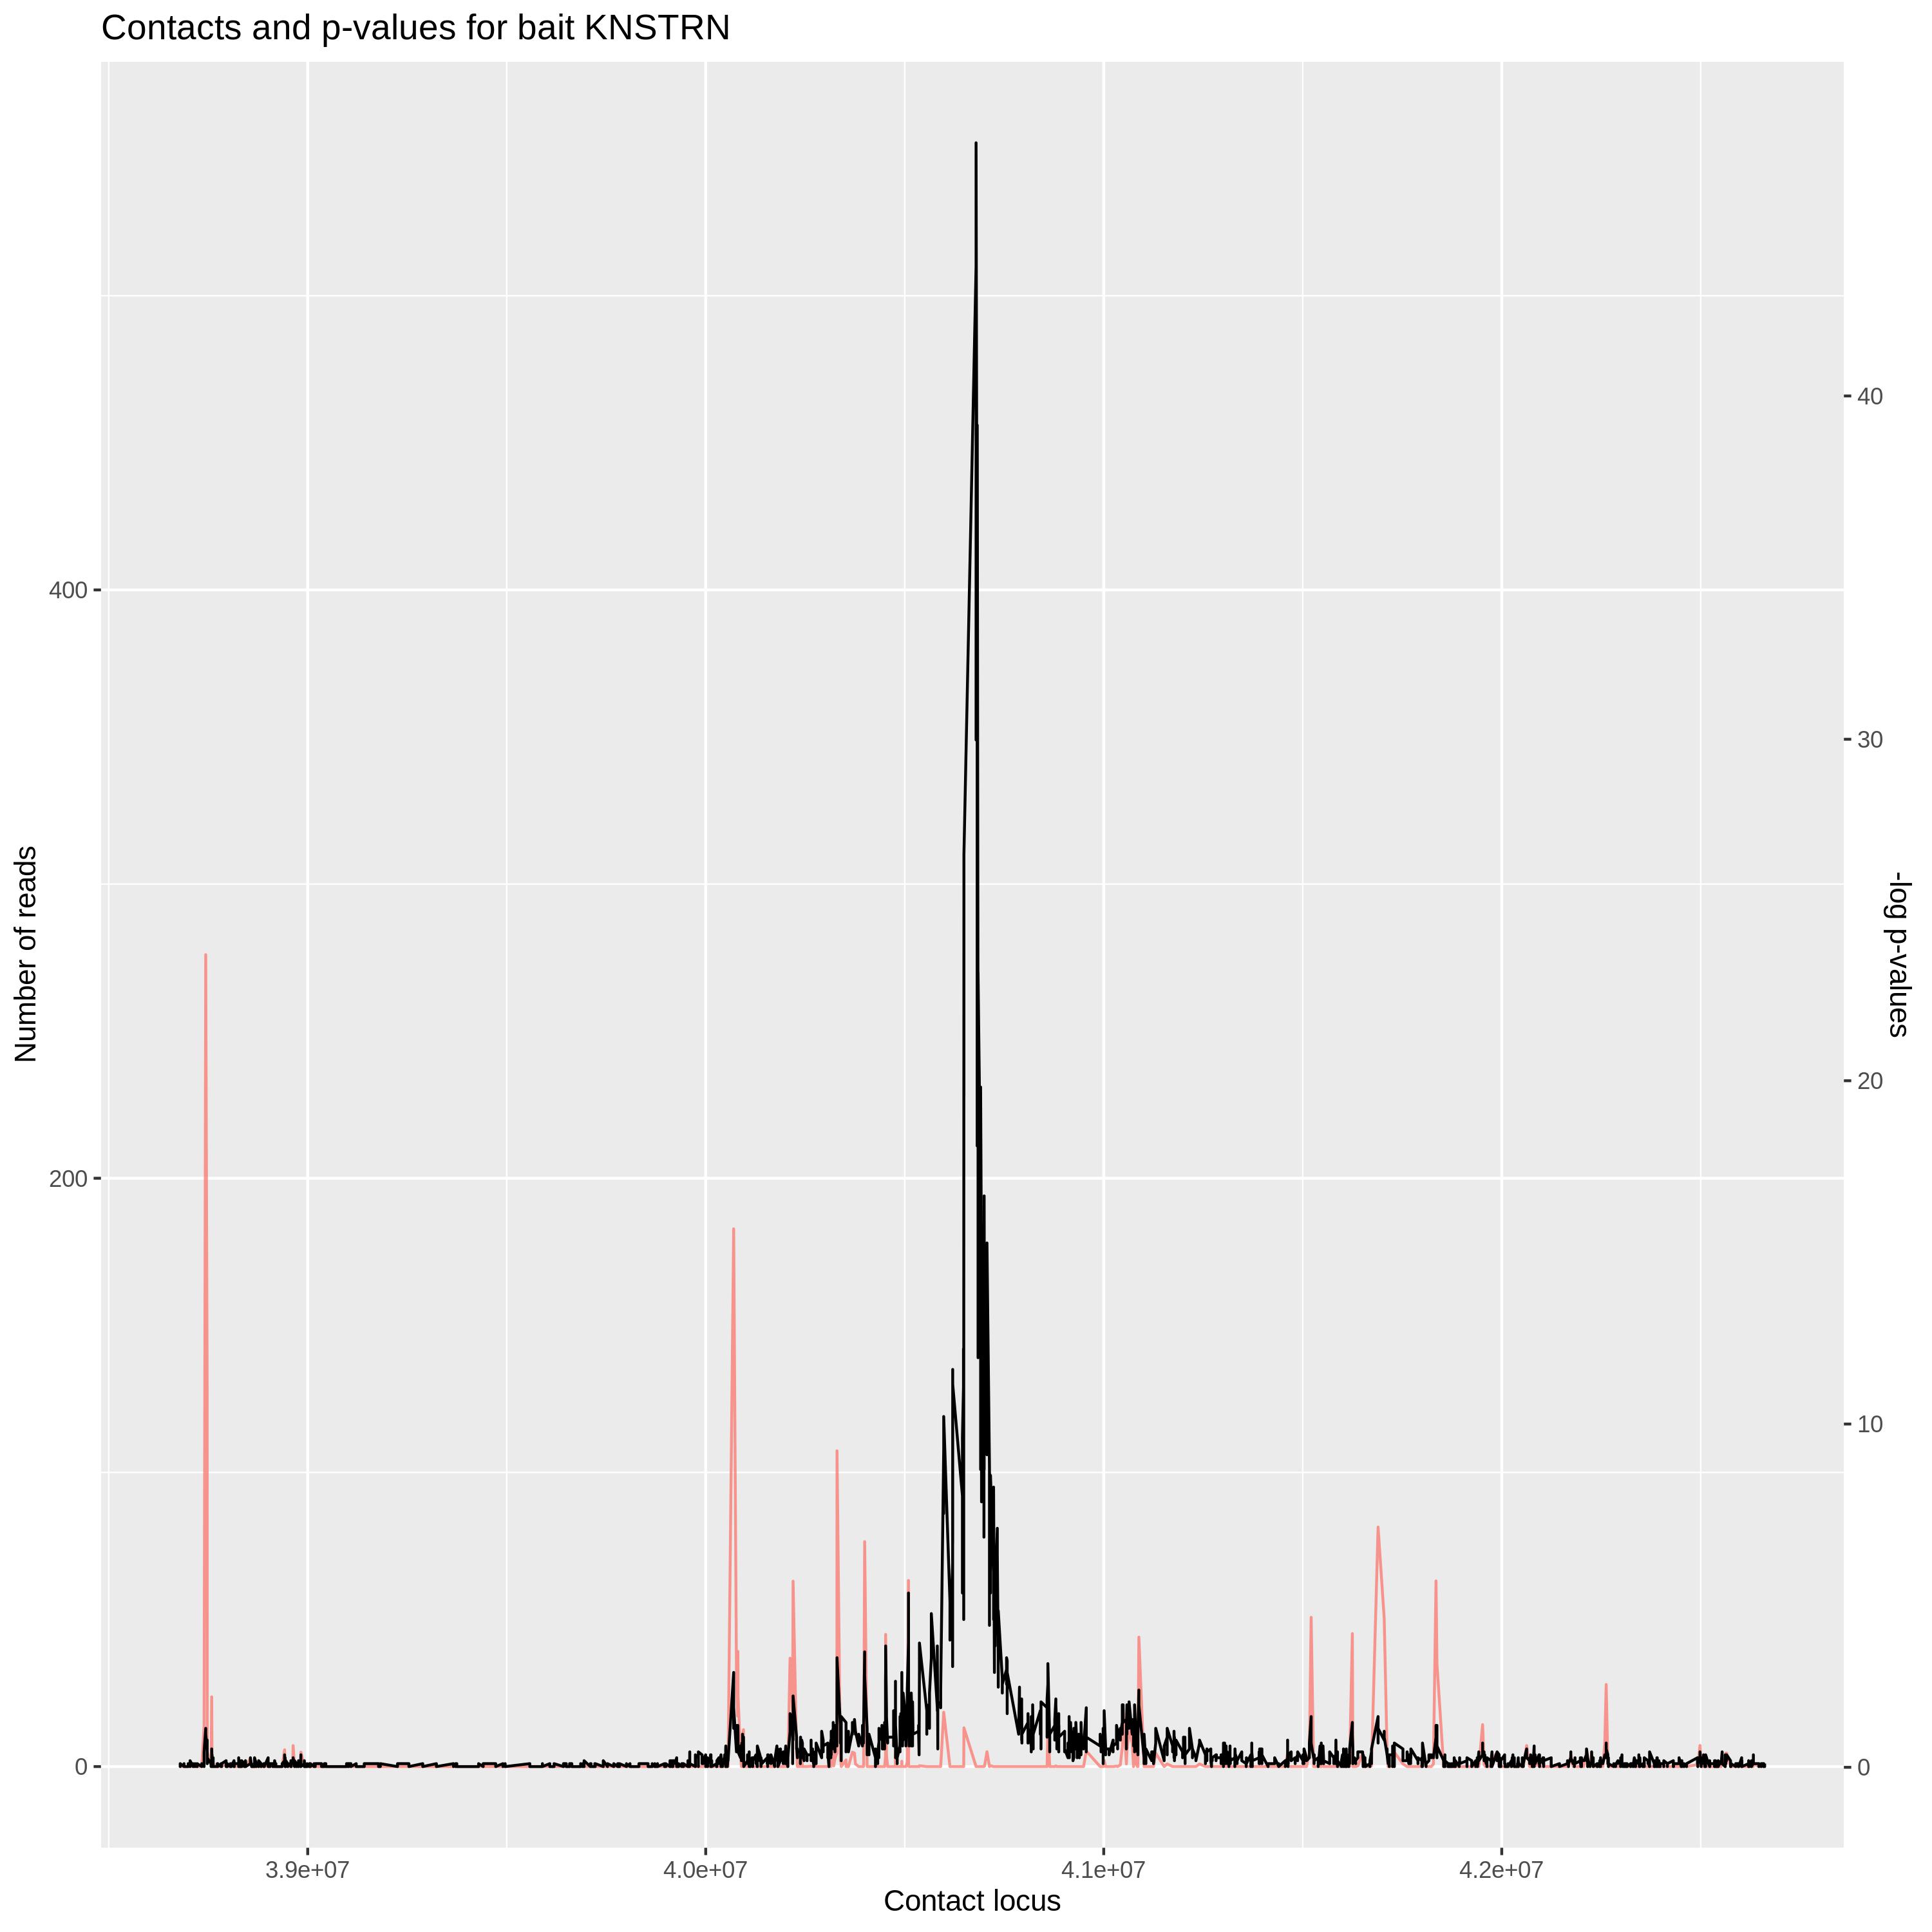 Contacts and p-values for bait KNSTRN
Number of reads
400
200
0
40
30
20
10
0
-log p-values
3.9e+07 4.0e+07 4.1e+07 4.2e+07
Contact locus